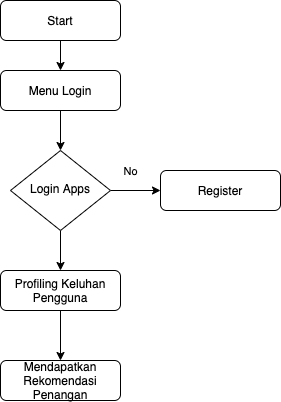 Start
Menu Login
No
Login Apps
Register
Profiling Keluhan
Pengguna
Mendapatkan
Rekomendasi
Penangan